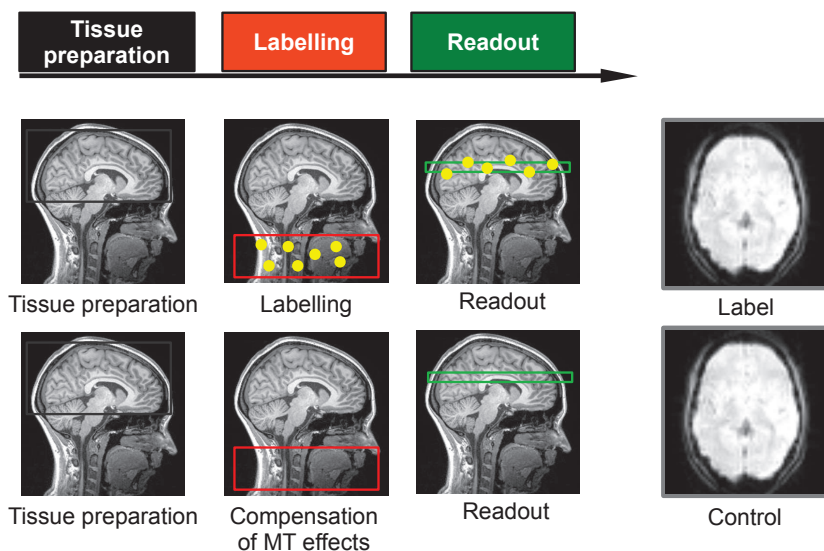 Tissue
preparation
Labelling
Readout
Tissue preparation
Labelling
Readout
Label
Tissue preparation
Compensation
of MT effects
Readout
Control